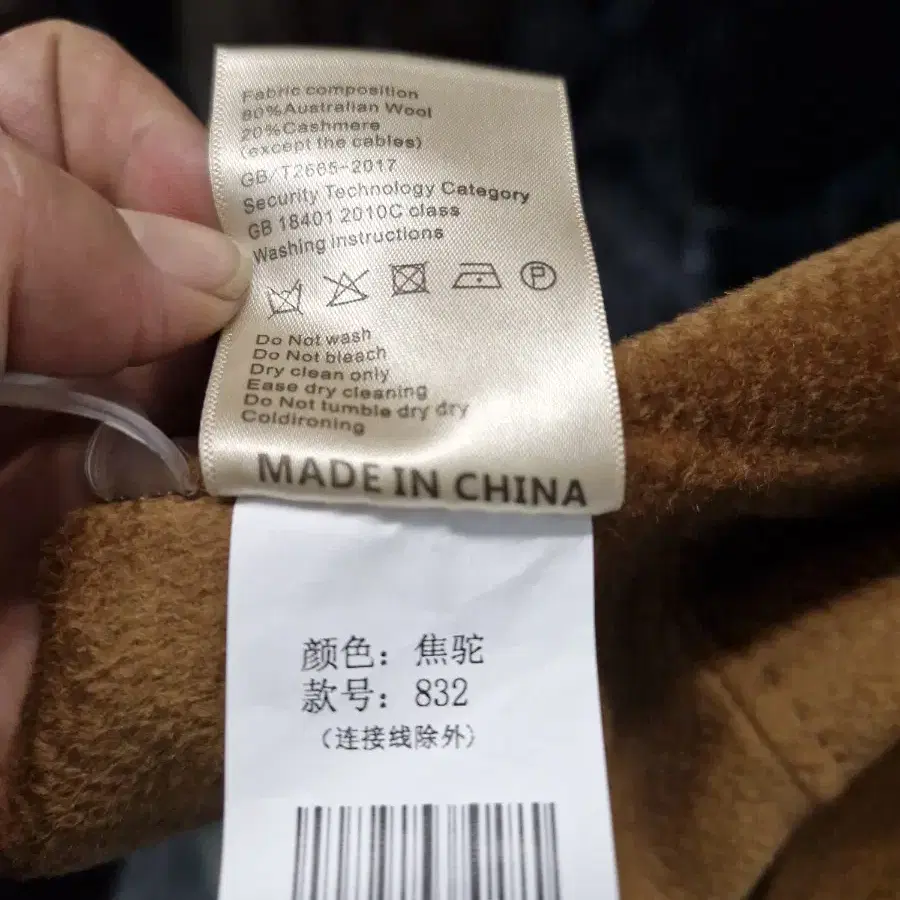 Fabric composition
80%Australian Wool
20%Cashmere
(except the cables)
GB/T2665-2017
Security Technology Category
GB 18401 2010C class
Washing instructions
P
Do Not wash
Do Not bleach
Dry clean only
Ease dry cleaning
Do Not tumble dry dry
Coldironing
MADE IN CHINA
颜色：焦驼
款号：832
（连接线除外）